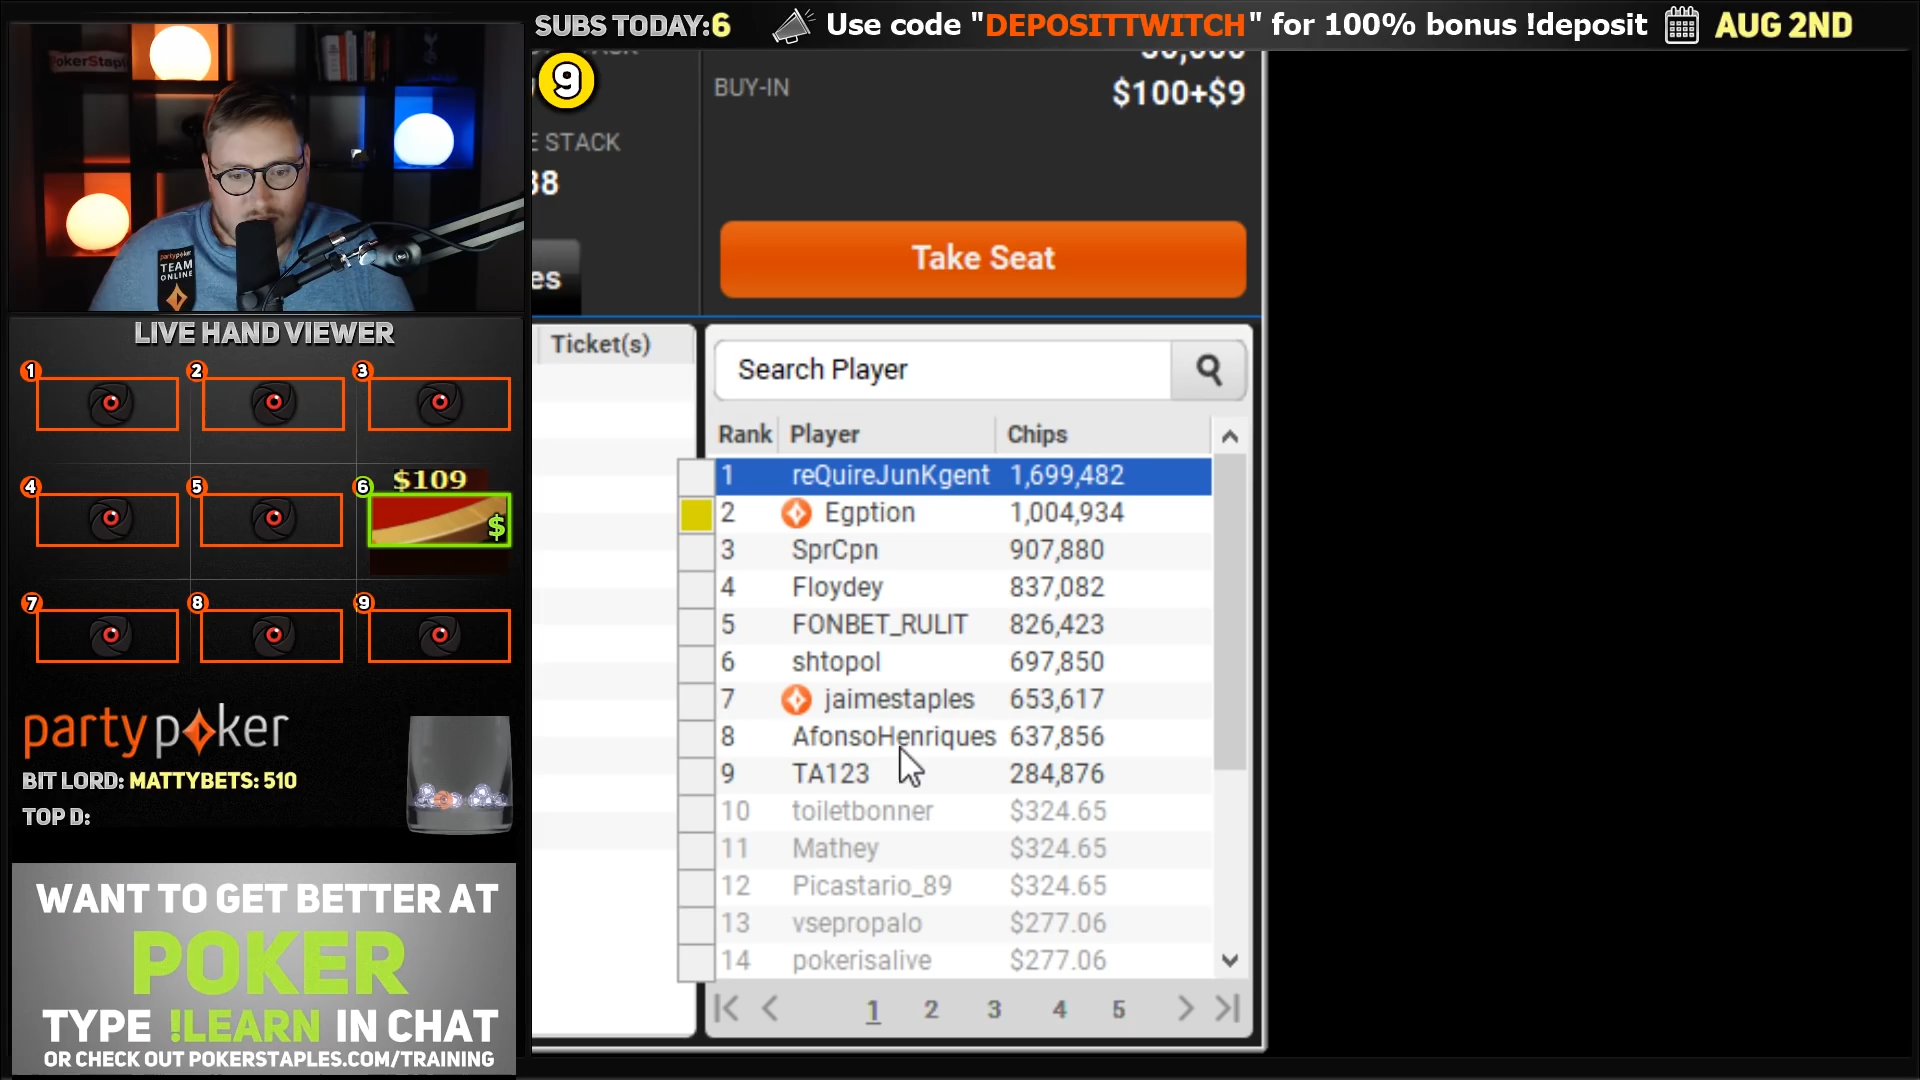 SUBS TODAY:6
Use code "DEPOSITTWITCH" for 100% bonus !deposit
AUG 2ND
PokerStaples
partypoker
TEAM
ONLINE
9
BUY-IN
$100+$9
E STACK
38
es
Take Seat
LIVE HAND VIEWER
1
2
3
4
5
6
$109
$
7
8
9
Ticket(s)
Search Player
Rank Player Chips
1 reQuireJunKgent 1,699,482
2 Egption 1,004,934
3 SprCpn 907,880
4 Floydey 837,082
5 FONBET_RULIT 826,423
6 shtopol 697,850
7 jaimestaples 653,617
8 AfonsoHenriques 637,856
9 TA123 284,876
10 toiletbonner $324.65
11 Mathey $324.65
12 Picastario_89 $324.65
13 vsepropalo $277.06
14 pokerisalive $277.06
1 2 3 4 5
partypoker
BIT LORD: MATTYBETS: 510
TOP D:
WANT TO GET BETTER AT
POKER
TYPE !LEARN IN CHAT
OR CHECK OUT POKERSTAPLES.COM/TRAINING